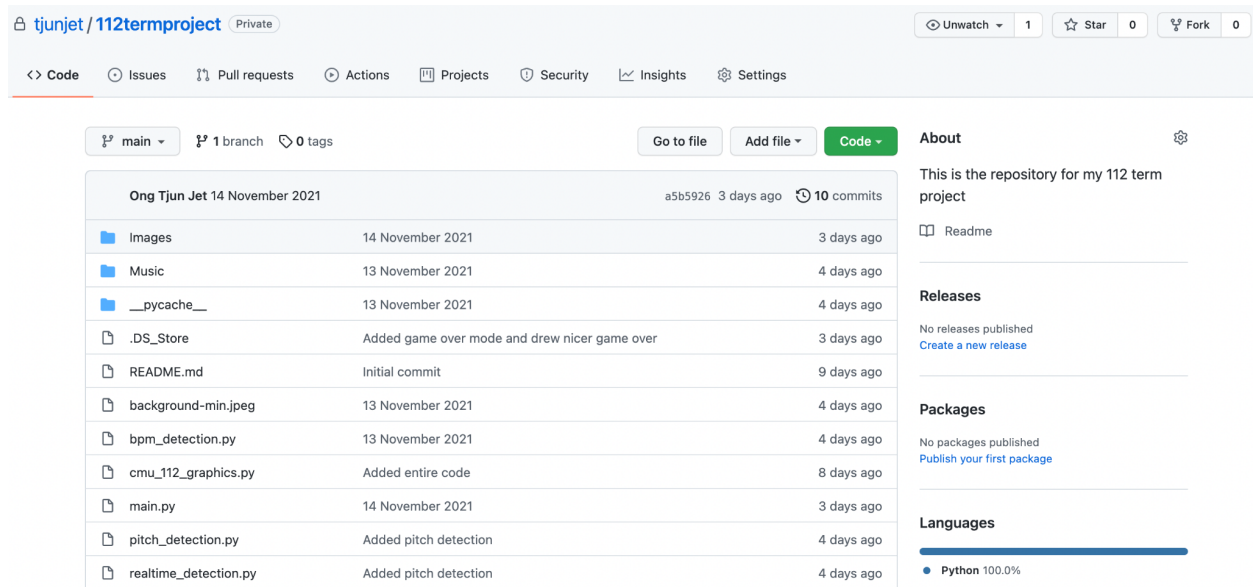 tjunjet / 112termproject Private
Unwatch 1 Star 0 Fork 0
<> Code Issues Pull requests Actions Projects Security Insights Settings
main 1 branch 0 tags Go to file Add file Code
Ong Tjun Jet 14 November 2021 a5b5926 3 days ago 10 commits
Images 14 November 2021 3 days ago
Music 13 November 2021 4 days ago
__pycache__ 13 November 2021 4 days ago
.DS_Store Added game over mode and drew nicer game over 3 days ago
README.md Initial commit 9 days ago
background-min.jpeg 13 November 2021 4 days ago
bpm_detection.py 13 November 2021 4 days ago
cmu_112_graphics.py Added entire code 8 days ago
main.py 14 November 2021 3 days ago
pitch_detection.py Added pitch detection 4 days ago
realtime_detection.py Added pitch detection 4 days ago
About
This is the repository for my 112 term
project
Readme
Releases
No releases published
Create a new release
Packages
No packages published
Publish your first package
Languages
Python 100.0%